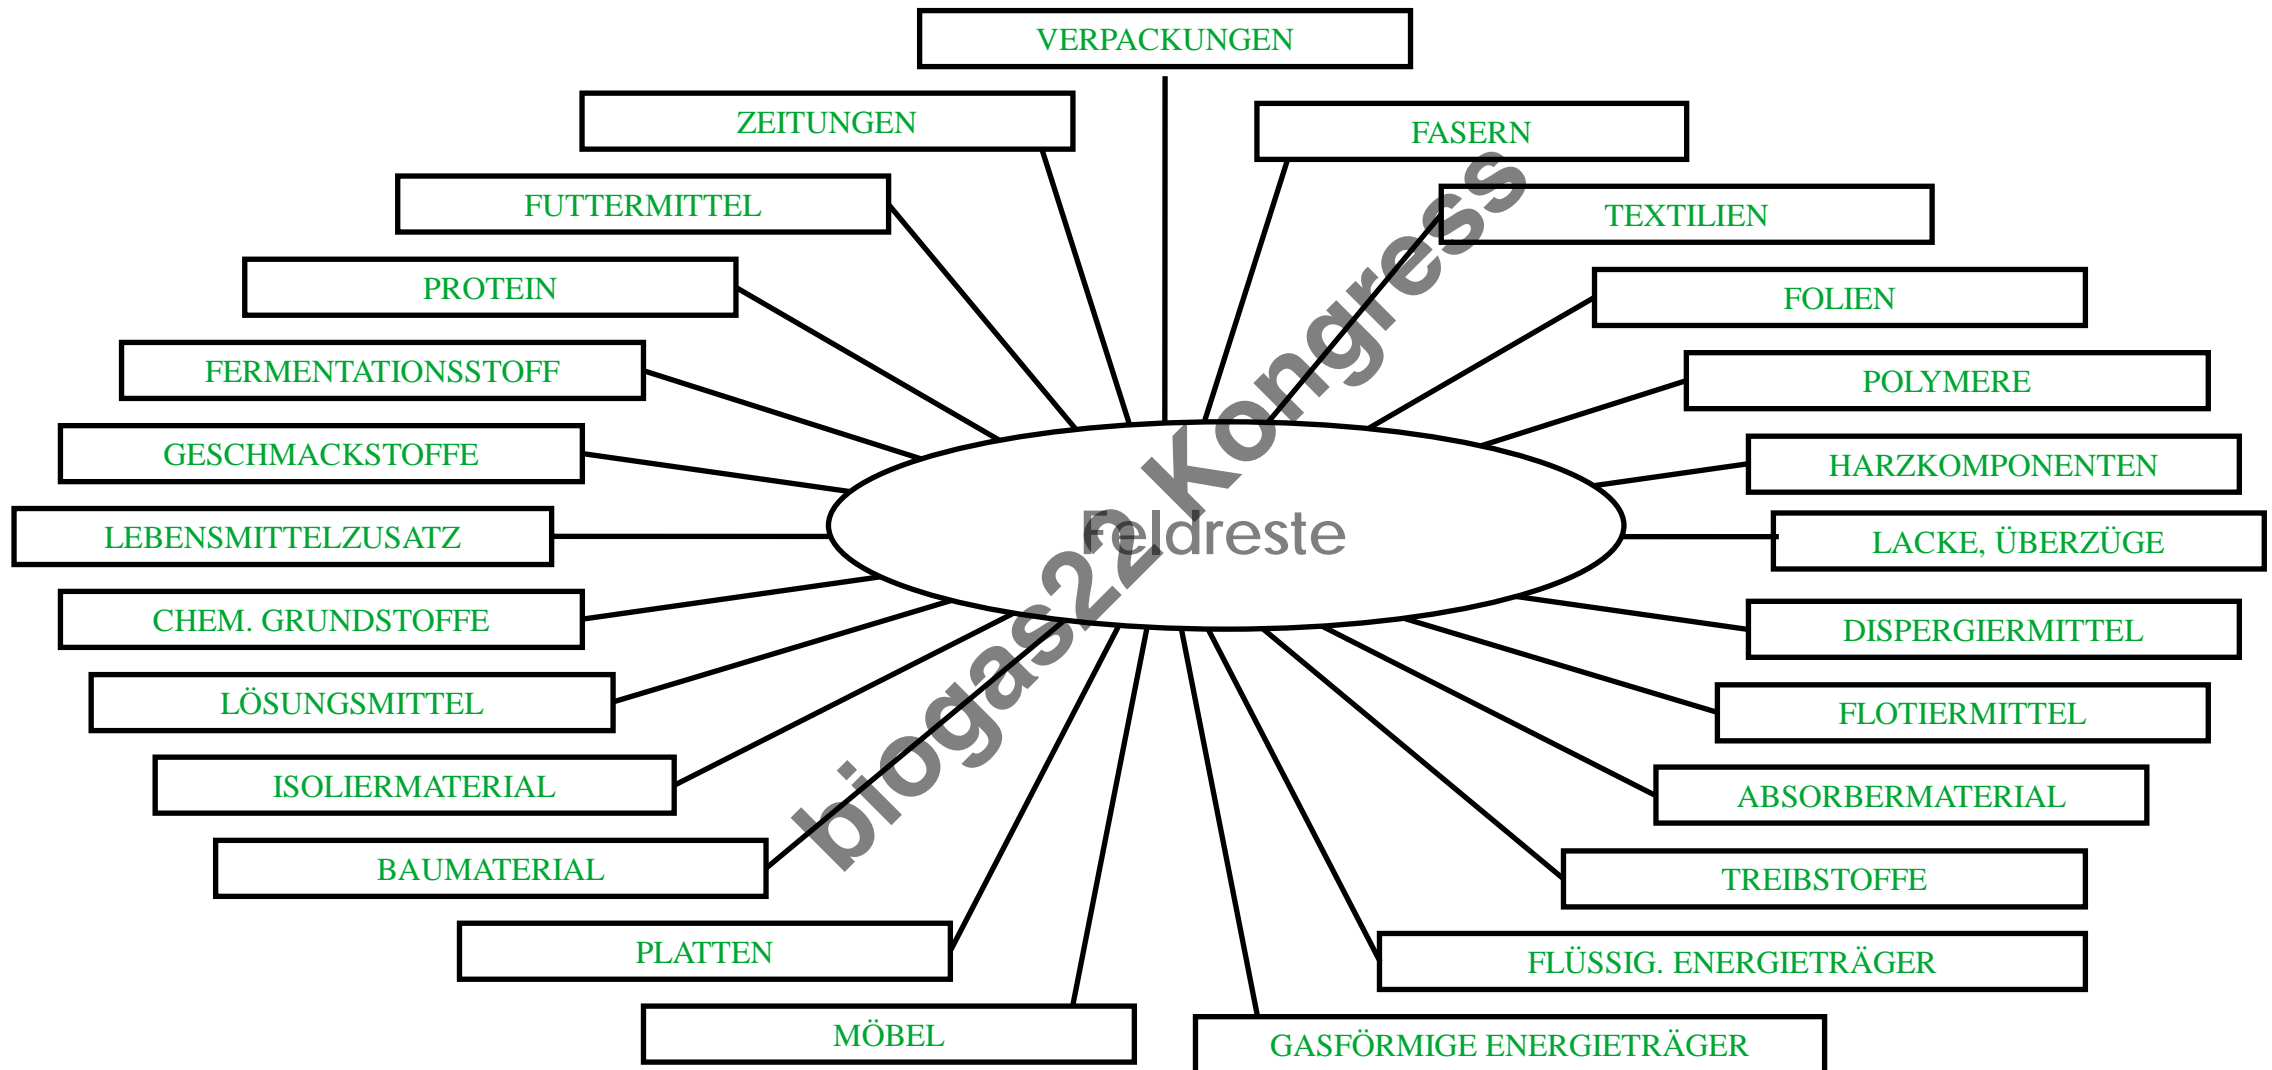 VERPACKUNGEN
ZEITUNGEN
FASERN
FUTTERMITTEL
TEXTILIEN
PROTEIN
FOLIEN
FERMENTATIONSSTOFF
POLYMERE
GESCHMACKSTOFFE
HARZKOMPONENTEN
Feldreste
LEBENSMITTELZUSATZ
LACKE, ÜBERZÜGE
CHEM. GRUNDSTOFFE
DISPERGIERMITTEL
LÖSUNGSMITTEL
FLOTIERMITTEL
ISOLIERMATERIAL
ABSORBERMATERIAL
BAUMATERIAL
TREIBSTOFFE
PLATTEN
FLÜSSIG. ENERGIETRÄGER
MÖBEL
GASFÖRMIGE ENERGIETRÄGER
biogas22 Kongress